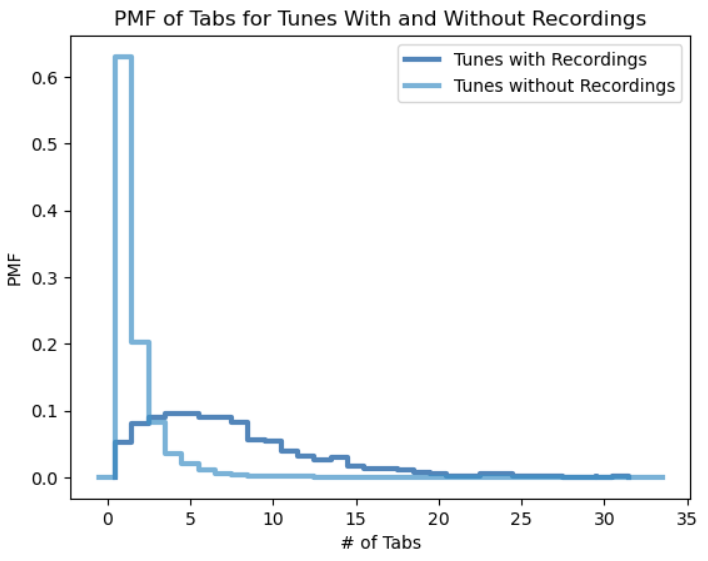 PMF of Tabs for Tunes With and Without Recordings
Tunes with Recordings
Tunes without Recordings
0.6
0.5
0.4
0.3
0.2
0.1
0.0
PMF
0 5 10 15 20 25 30 35
# of Tabs